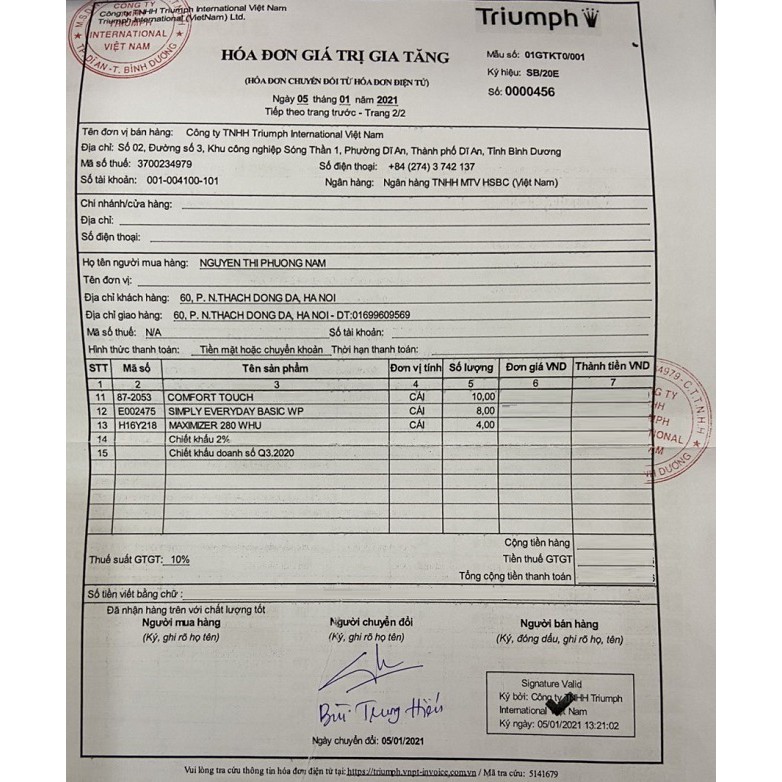 Công ty TNHH Triumph International Việt Nam
Triumph International (VietNam) Ltd.
CÔNG TY
TNHH
TRIUMPH
INTERNATIONAL
VIỆT NAM
TP DĨ AN - T. BÌNH DƯƠNG
Triumph
HÓA ĐƠN GIÁ TRỊ GIA TĂNG
(HÓA ĐƠN CHUYỂN ĐỔI TỪ HÓA ĐƠN ĐIỆN TỬ)
Ngày 05 tháng 01 năm 2021
Tiếp theo trang trước - Trang 2/2
Mẫu số: 01GTKT0/001
Ký hiệu: SB/20E
Số: 0000456
Tên đơn vị bán hàng: Công ty TNHH Triumph International Việt Nam
Địa chỉ: Số 02, Đường số 3, Khu công nghiệp Sóng Thần 1, Phường Dĩ An, Thành phố Dĩ An, Tỉnh Bình Dương
Mã số thuế: 3700234979 Số điện thoại: +84 (274) 3 742 137
Số tài khoản: 001-004100-101 Ngân hàng: Ngân hàng TNHH MTV HSBC (Việt Nam)
Chi nhánh/cửa hàng:
Địa chỉ:
Số điện thoại:
Họ tên người mua hàng: NGUYEN THI PHUONG NAM
Tên đơn vị:
Địa chỉ khách hàng: 60, P. N.THACH DONG DA, HA NOI
Địa chỉ giao hàng: 60, P. N.THACH DONG DA, HA NOI - DT:01699609569
Mã số thuế: N/A Số tài khoản:
Hình thức thanh toán: Tiền mặt hoặc chuyển khoản Thời hạn thanh toán:
STT Mã số Tên sản phẩm Đơn vị tính Số lượng Đơn giá VND Thành tiền VND
1 2 3 4 5 6 7
11 87-2053 COMFORT TOUCH CÁI 10,00
12 E002475 SIMPLY EVERYDAY BASIC WP CÁI 8,00
13 H16Y218 MAXIMIZER 280 WHU CÁI 4,00
14 Chiết khấu 2%
15 Chiết khấu doanh số Q3.2020
Cộng tiền hàng
Thuế suất GTGT: 10% Tiền thuế GTGT
Tổng cộng tiền thanh toán
Số tiền viết bằng chữ :
Đã nhận hàng trên với chất lượng tốt
Người mua hàng Người chuyển đổi Người bán hàng
(Ký, ghi rõ họ tên) (Ký, ghi rõ họ tên) (Ký, đóng dấu, ghi rõ họ, tên)
Bùi Trung Hiếu
Signature Valid
Ký bởi: Công ty TNHH Triumph
International Việt Nam
Ký ngày: 05/01/2021 13:21:02
Ngày chuyển đổi: 05/01/2021
Vui lòng tra cứu thông tin hóa đơn điện tử tại: https://triumph.vnpt-invoice.com.vn / Mã tra cứu: 5141679